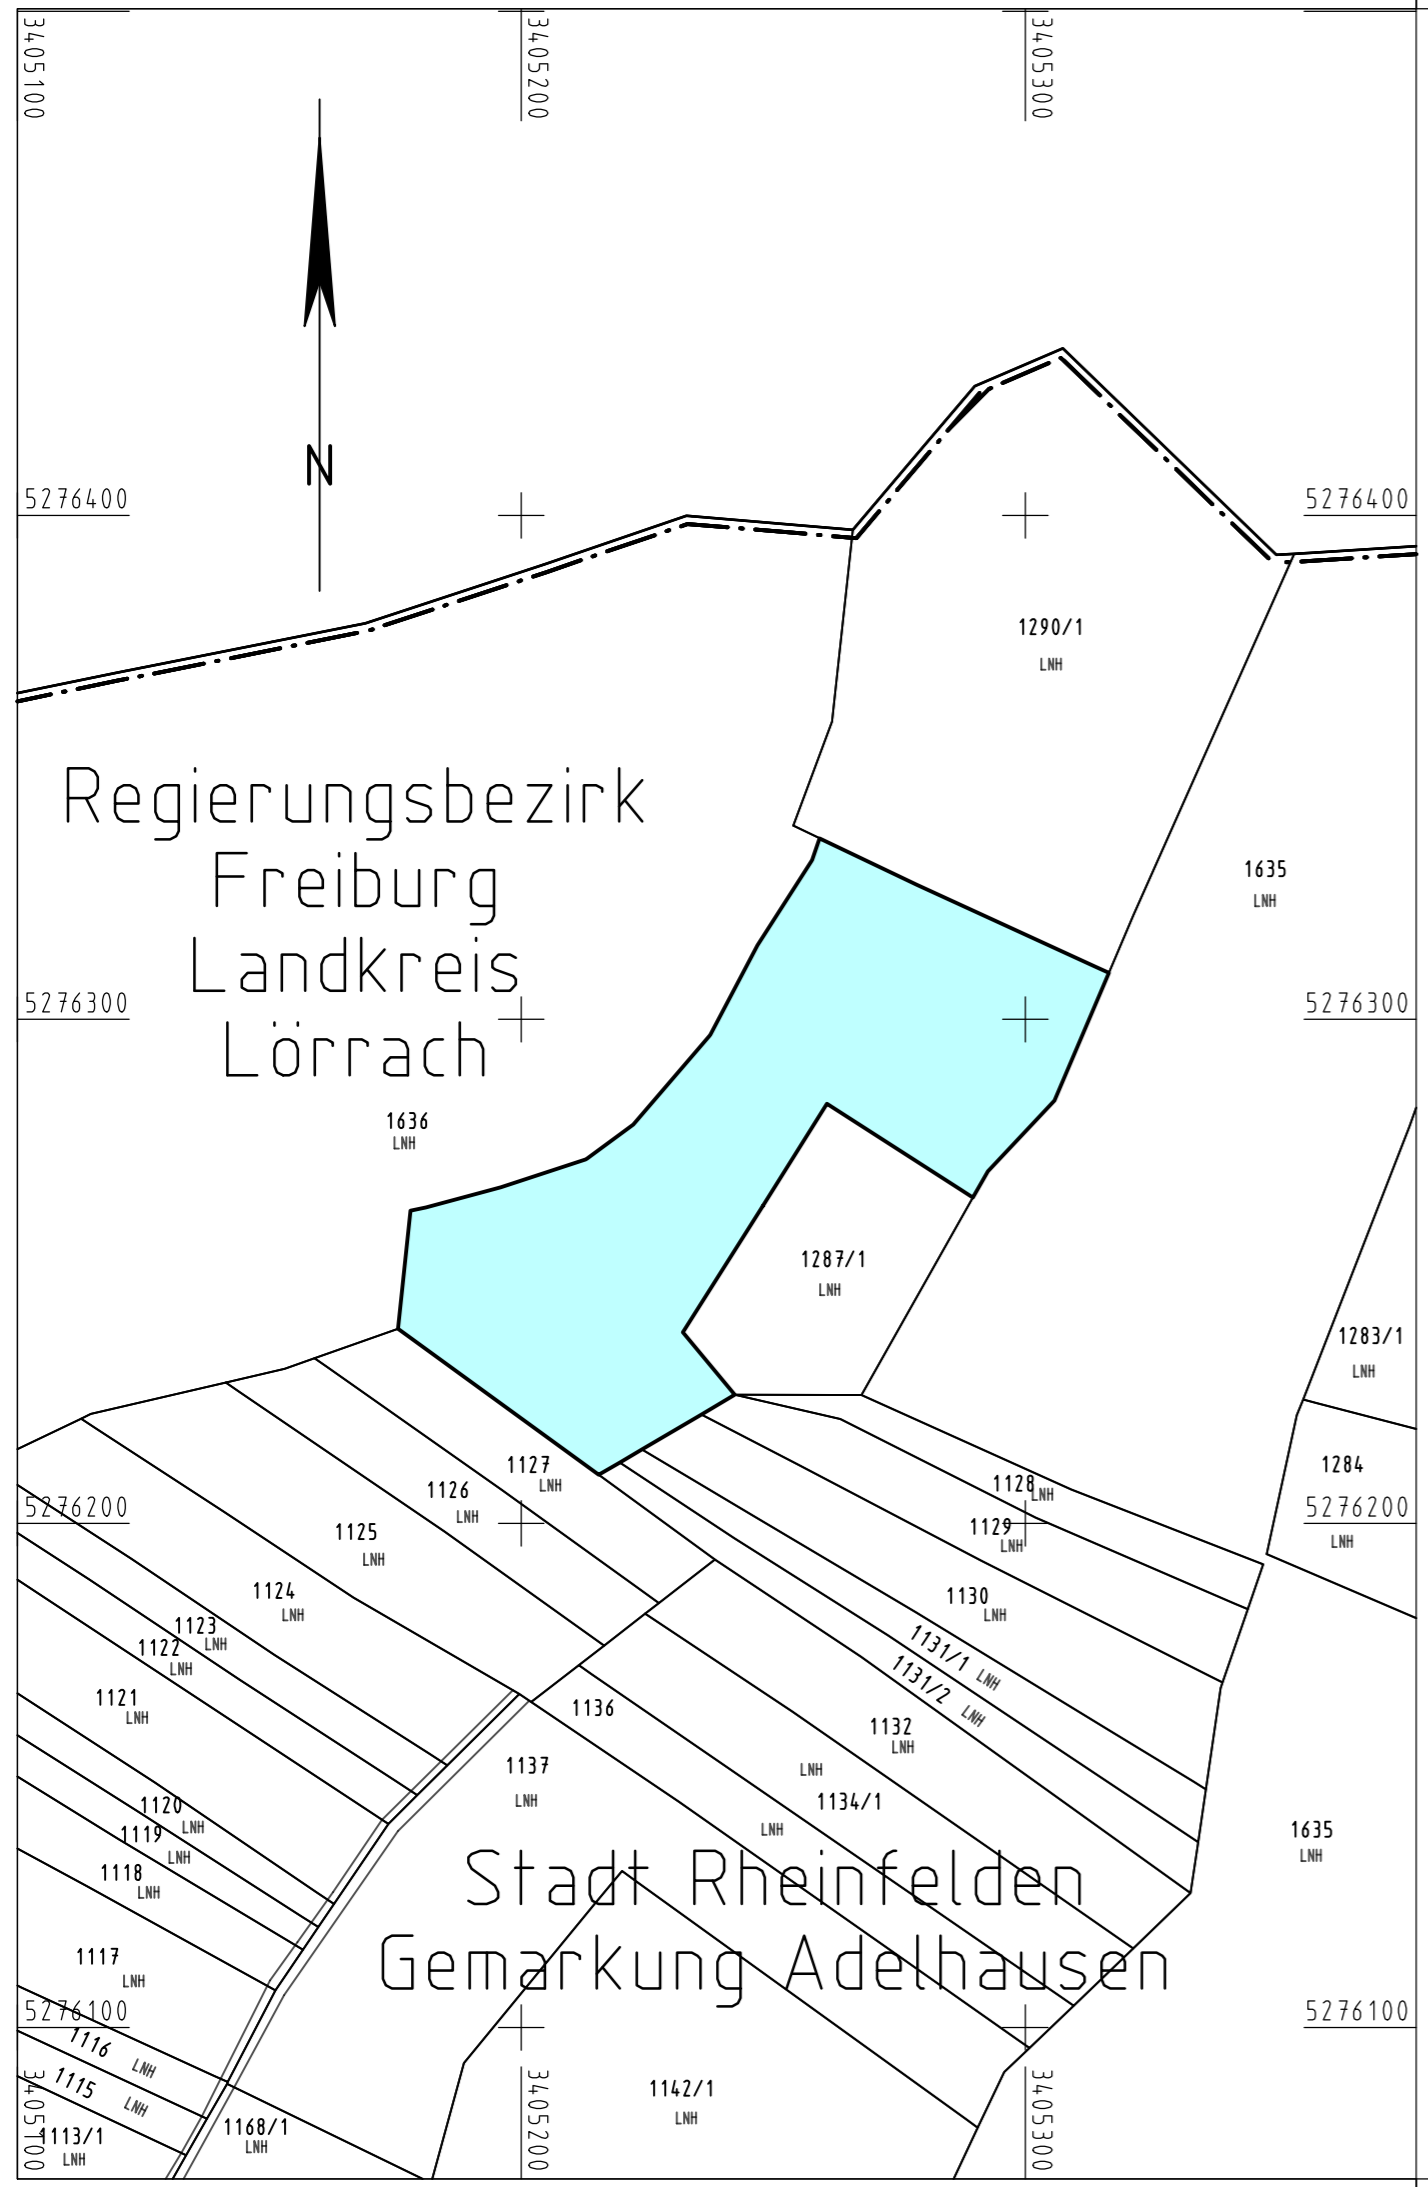 3405100
3405200
3405300
N
5276400
5276400
1290/1
LNH
Regierungsbezirk
Freiburg
Landkreis
Lörrach
1635
LNH
5276300
5276300
1636
LNH
1287/1
LNH
1283/1
LNH
1284
LNH
5276200
5276200
1127
LNH
1126
LNH
1125
LNH
1124
LNH
1123
LNH
1122
LNH
1121
LNH
1120
LNH
1119
LNH
1118
LNH
1117
LNH
1128
LNH
1129
LNH
1130
LNH
1131/1 LNH
1131/2 LNH
1132
LNH
1136
LNH
1134/1
LNH
1137
LNH
1635
LNH
Stadt Rheinfelden
Gemarkung Adelhausen
5276100
5276100
1116 LNH
1115 LNH
1113/1
LNH
1168/1
LNH
1142/1
LNH
3405100
3405200
3405300